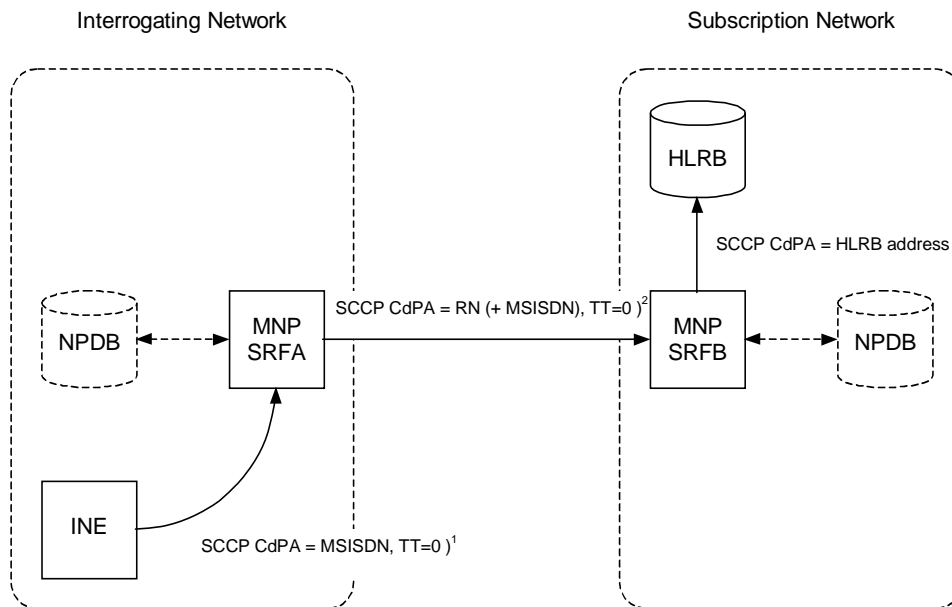 Interrogating Network
Subscription Network
HLRB
SCCP CdPA = HLRB address
SCCP CdPA = RN (+ MSISDN), TT=0 )²
NPDB
MNP
SRFA
MNP
SRFB
NPDB
INE
SCCP CdPA = MSISDN, TT=0 )¹